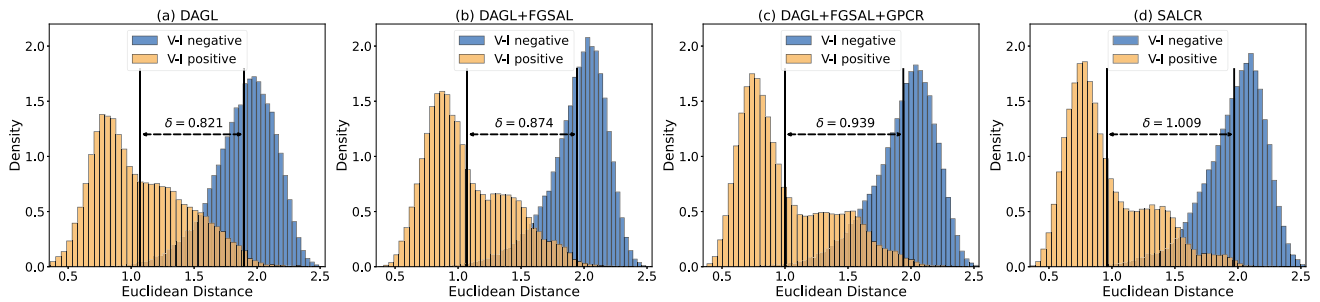 (a) DAGL
Density
2.0
1.5
1.0
0.5
0.0
V-I negative
V-I positive
δ = 0.821
0.5 1.0 1.5 2.0 2.5
Euclidean Distance
(b) DAGL+FGSAL
Density
2.0
1.5
1.0
0.5
0.0
V-I negative
V-I positive
δ = 0.874
0.5 1.0 1.5 2.0 2.5
Euclidean Distance
(c) DAGL+FGSAL+GPCR
Density
2.0
1.5
1.0
0.5
0.0
V-I negative
V-I positive
δ = 0.939
0.5 1.0 1.5 2.0 2.5
Euclidean Distance
(d) SALCR
Density
2.0
1.5
1.0
0.5
0.0
V-I negative
V-I positive
δ = 1.009
0.5 1.0 1.5 2.0 2.5
Euclidean Distance